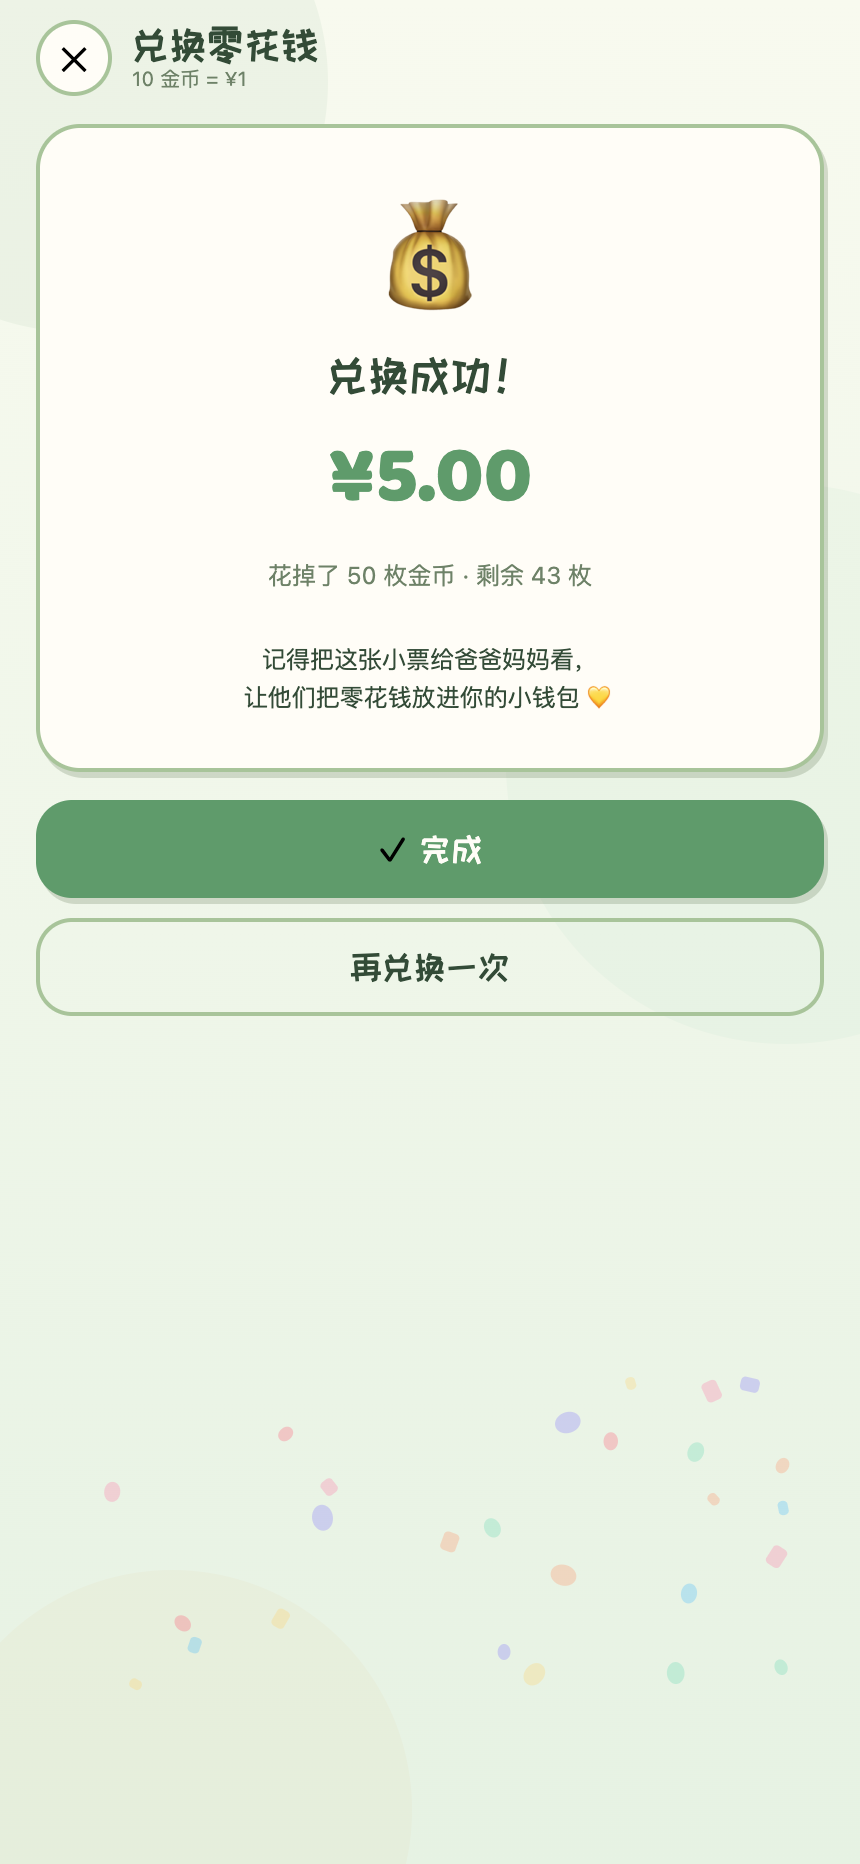 兑换零花钱
10 金币 = ¥1
$
兑换成功！
¥5.00
花掉了 50 枚金币 · 剩余 43 枚
记得把这张小票给爸爸妈妈看，
让他们把零花钱放进你的小钱包 💛
✓ 完成
再兑换一次